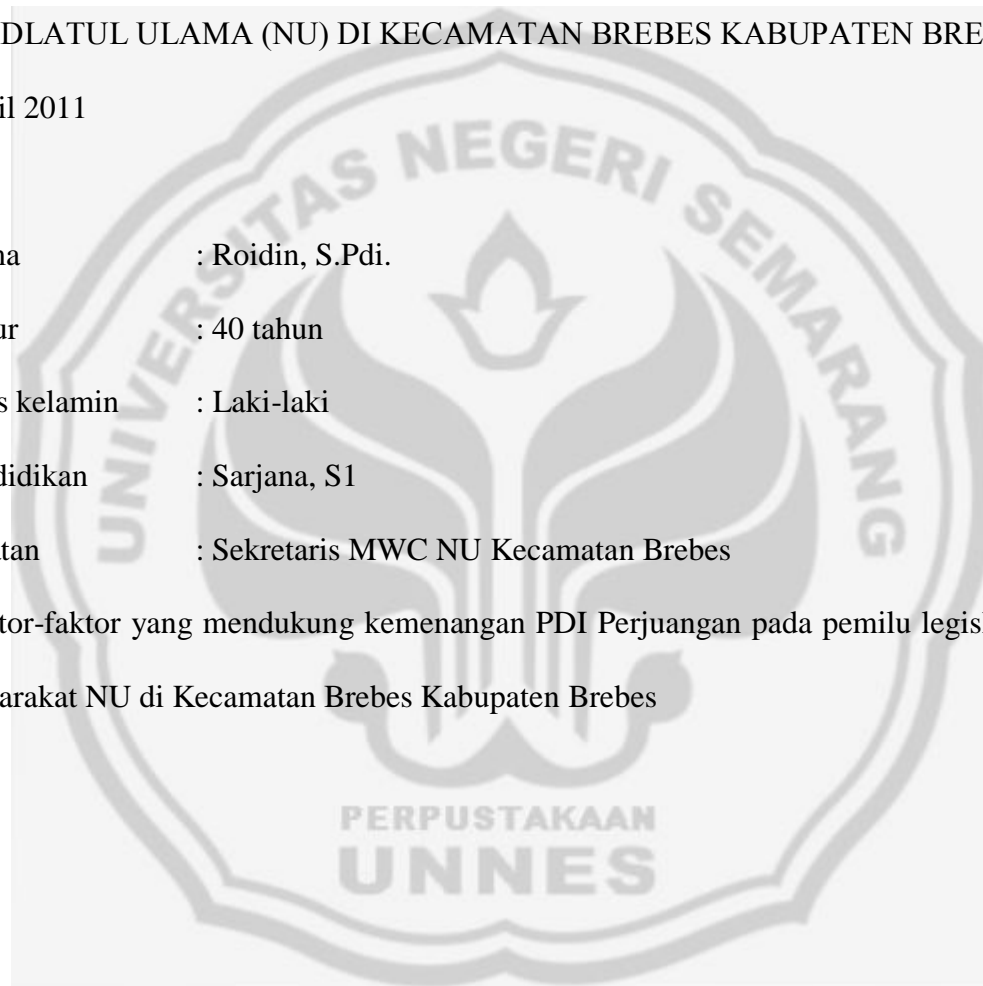 DLATUL ULAMA (NU) DI KECAMATAN BREBES KABUPATEN BRE
il 2011
: Roidin, S.Pdi.
ur : 40 tahun
s kelamin : Laki-laki
didikan : Sarjana, S1
tan : Sekretaris MWC NU Kecamatan Brebes
tor-faktor yang mendukung kemenangan PDI Perjuangan pada pemilu legis
arakat NU di Kecamatan Brebes Kabupaten Brebes
UNIVERSITAS NEGERI SEMARANG
PERPUSTAKAAN
UNNES